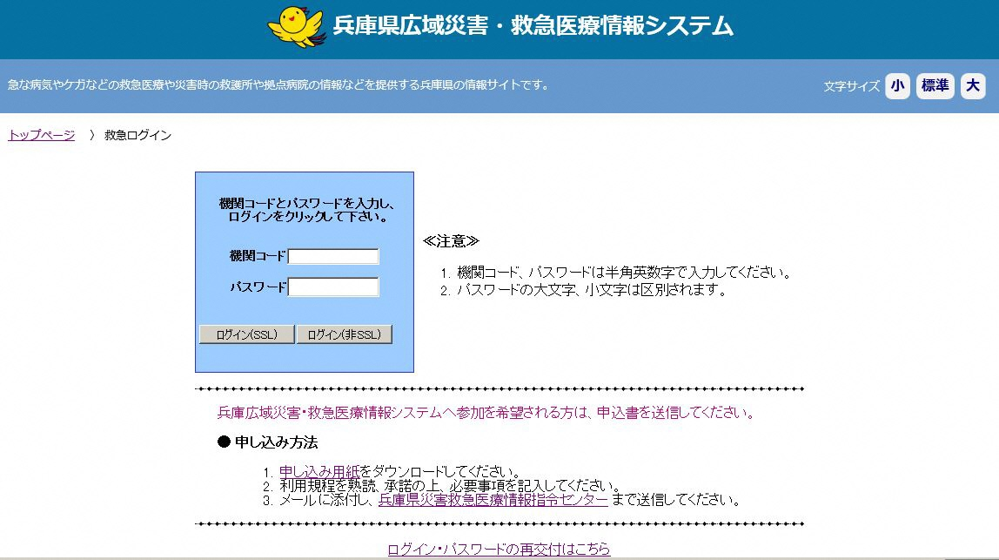 兵庫県広域災害・救急医療情報システム
急な病気やケガなどの救急医療や災害時の救護所や拠点病院の情報などを提供する兵庫県の情報サイトです。
文字サイズ 小 標準 大
トップページ 〉 救急ログイン
機関コードとパスワードを入力し、
ログインをクリックして下さい。
機関コード
パスワード
ログイン(SSL) ログイン(非SSL)
≪注意≫
1. 機関コード、パスワードは半角英数字で入力してください。
2. パスワードの大文字、小文字は区別されます。
兵庫広域災害・救急医療情報システムへ参加を希望される方は、申込書を送信してください。
● 申し込み方法
1. 申し込み用紙をダウンロードしてください。
2. 利用規程を熟読、承諾の上、必要事項を記入してください。
3. メールに添付し、兵庫県災害救急医療情報指令センター まで送信してください。
ログイン・パスワードの再交付はこちら